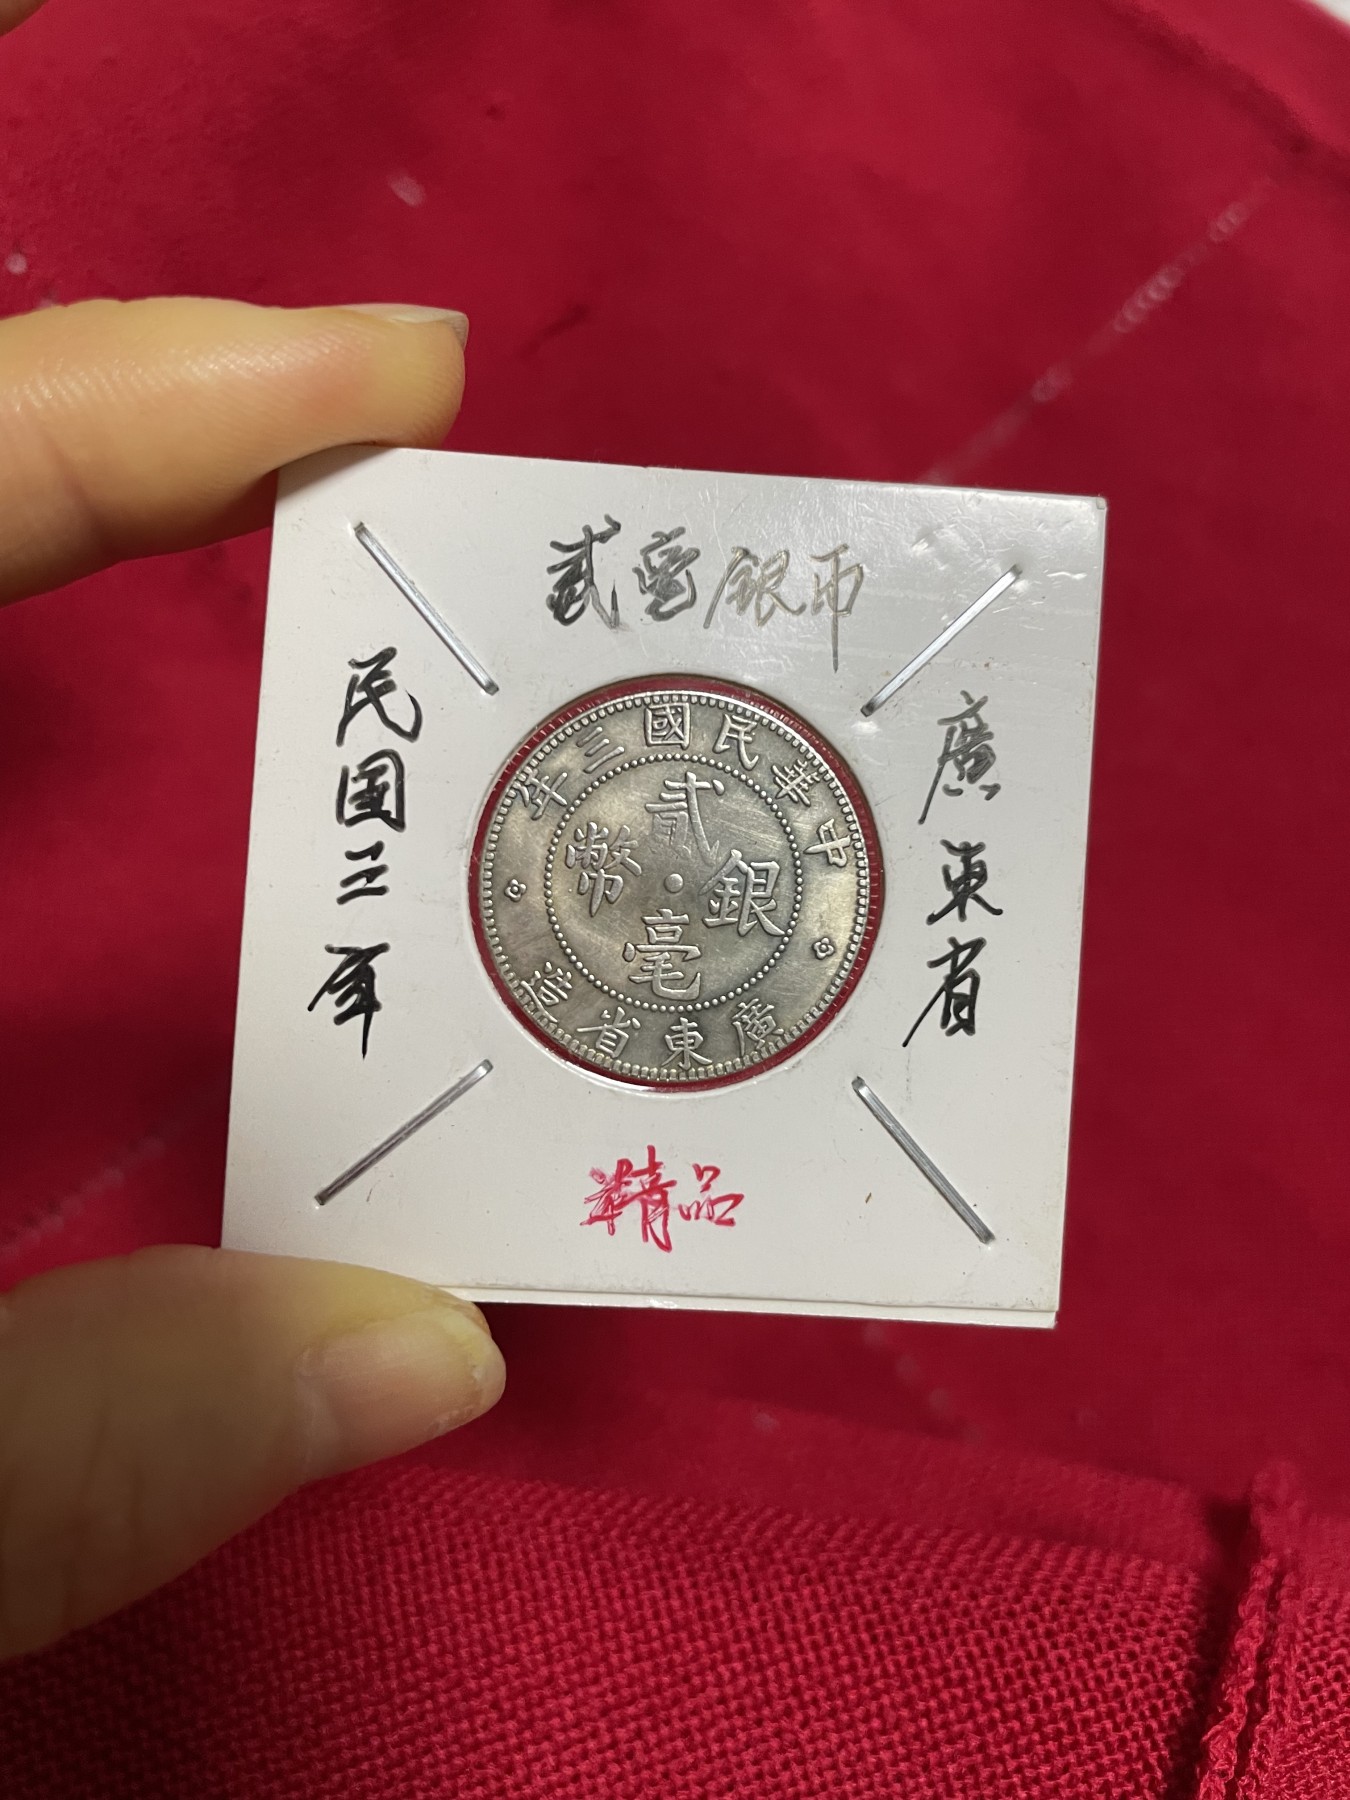 貳毫銀币
民国三年
廣東省
中華民國三年
貳毫
銀幣
廣東省造
精品